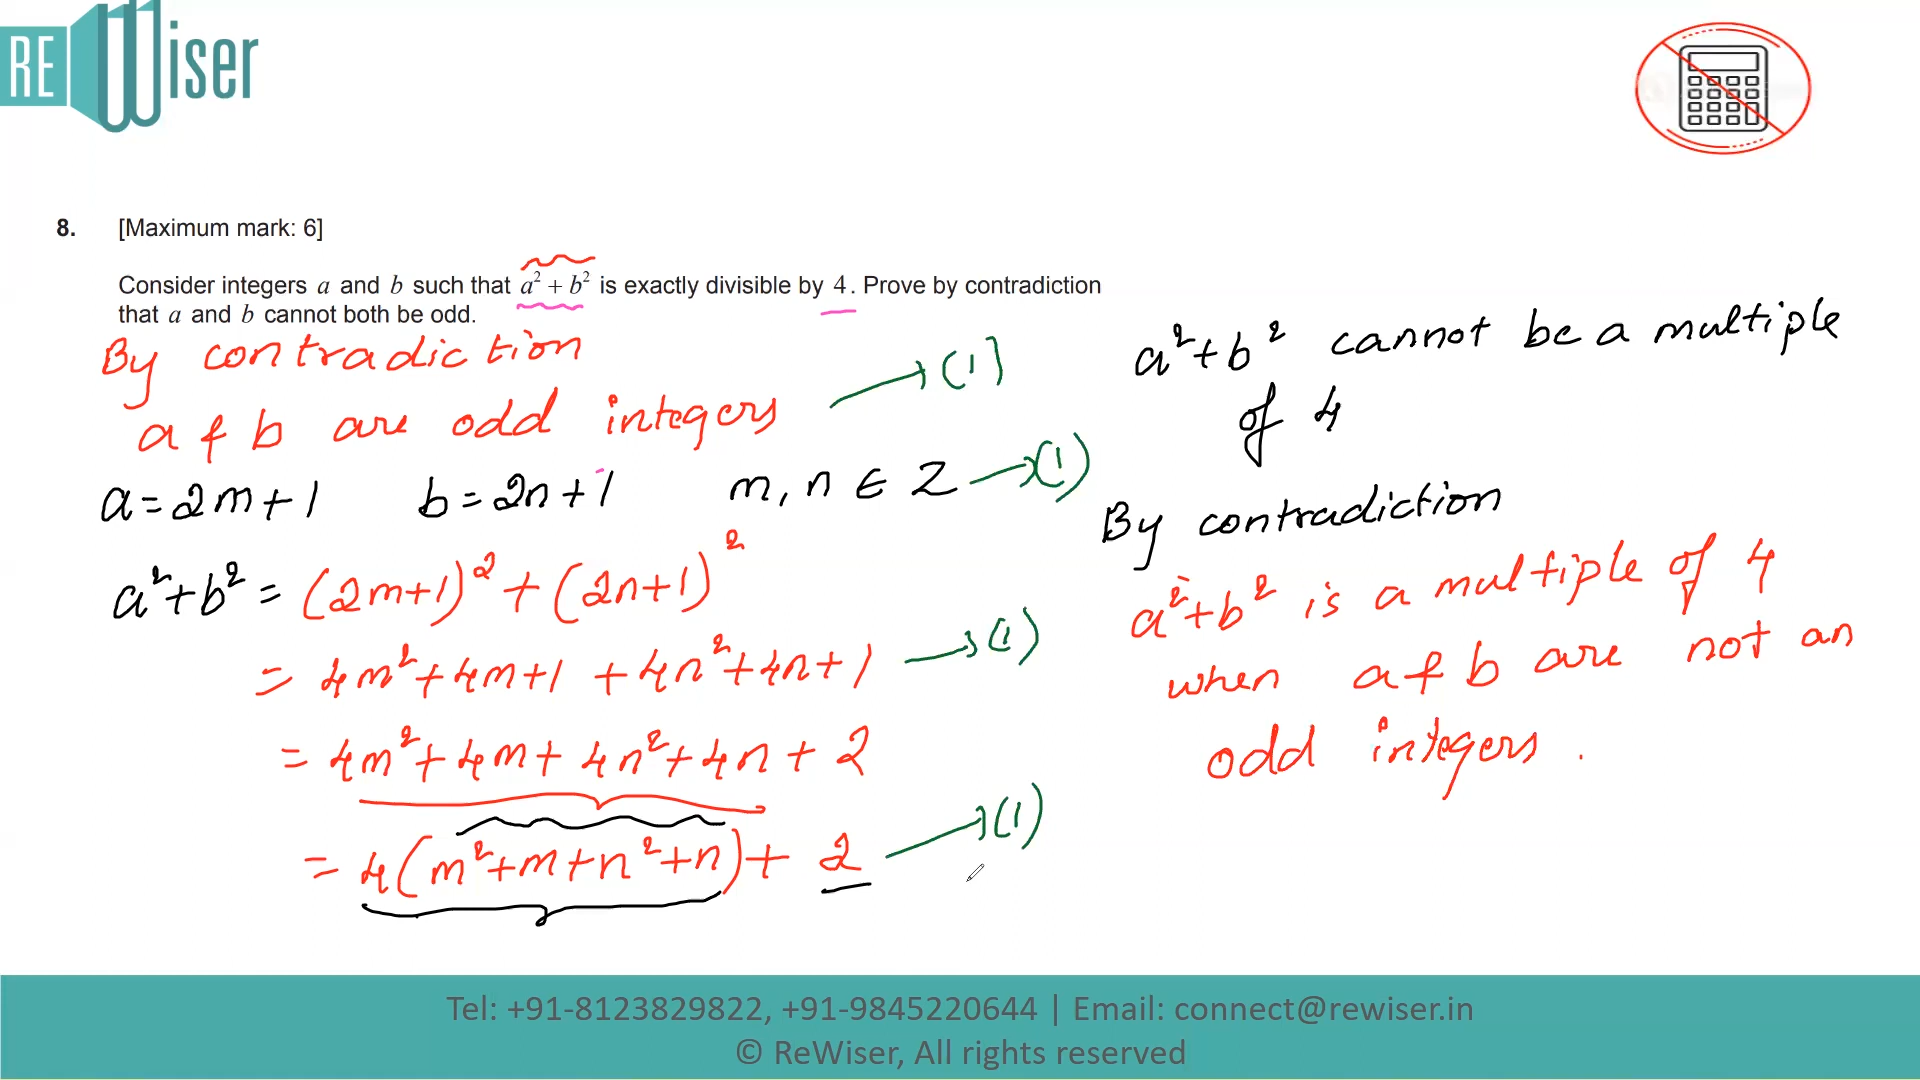 REWiser
8. [Maximum mark: 6]
Consider integers a and b such that a² + b² is exactly divisible by 4. Prove by contradiction
that a and b cannot both be odd.
By contradiction
a & b are odd integers → (1)
a = 2m + 1 b = 2n + 1 m, n ∈ Z → (1)
a² + b² = (2m+1)² + (2n+1)²
= 4m² + 4m + 1 + 4n² + 4n + 1 → (1)
= 4m² + 4m + 4n² + 4n + 2
= 4(m² + m + n² + n) + 2 → (1)
a² + b² cannot be a multiple
of 4
By contradiction
a² + b² is a multiple of 4
when a & b are not an
odd integers.
Tel: +91-8123829822, +91-9845220644 | Email: connect@rewiser.in
© ReWiser, All rights reserved